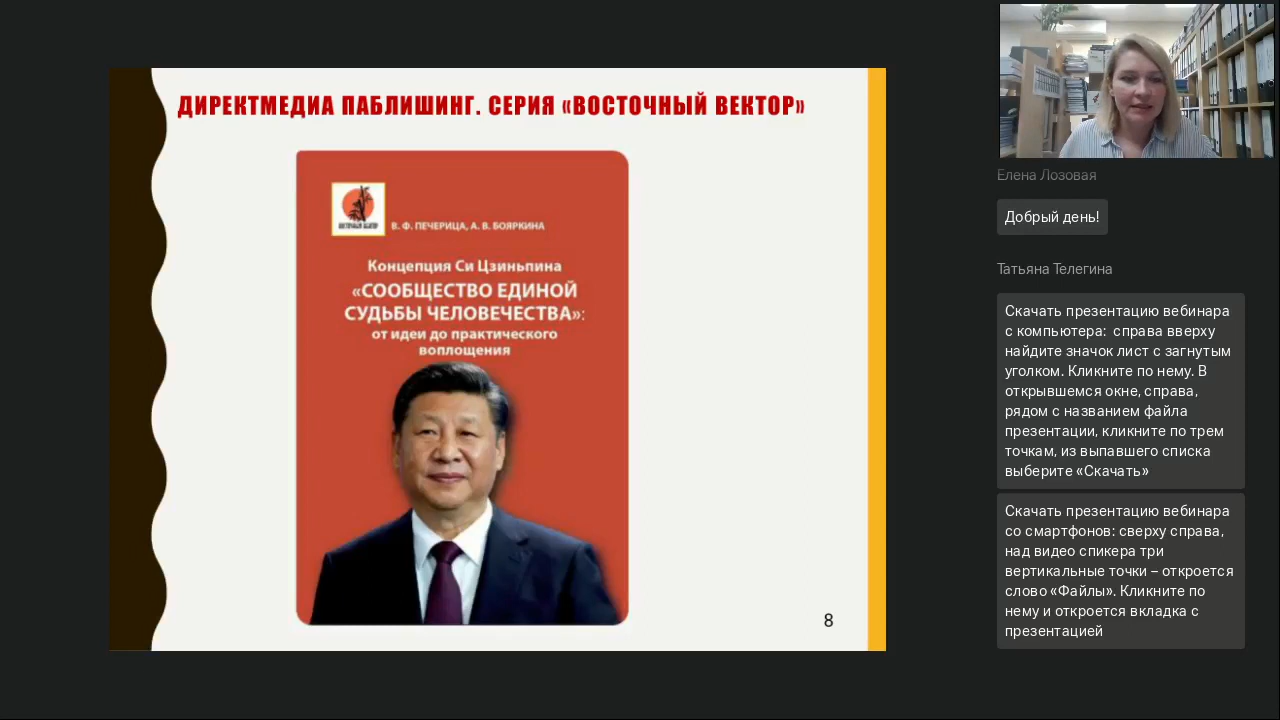 ДИРЕКТМЕДИА ПАБЛИШИНГ. СЕРИЯ «ВОСТОЧНЫЙ ВЕКТОР»
ВОСТОЧНЫЙ ВЕКТОР
В. Ф. ПЕЧЕРИЦА, А. В. БОЯРКИНА
Концепция Си Цзиньпина
«СООБЩЕСТВО ЕДИНОЙ
СУДЬБЫ ЧЕЛОВЕЧЕСТВА»:
от идеи до практического
воплощения
8
Елена Лозовая
Добрый день!
Татьяна Телегина
Скачать презентацию вебинара
с компьютера: справа вверху
найдите значок лист с загнутым
уголком. Кликните по нему. В
открывшемся окне, справа,
рядом с названием файла
презентации, кликните по трем
точкам, из выпавшего списка
выберите «Скачать»
Скачать презентацию вебинара
со смартфонов: сверху справа,
над видео спикера три
вертикальные точки – откроется
слово «Файлы». Кликните по
нему и откроется вкладка с
презентацией